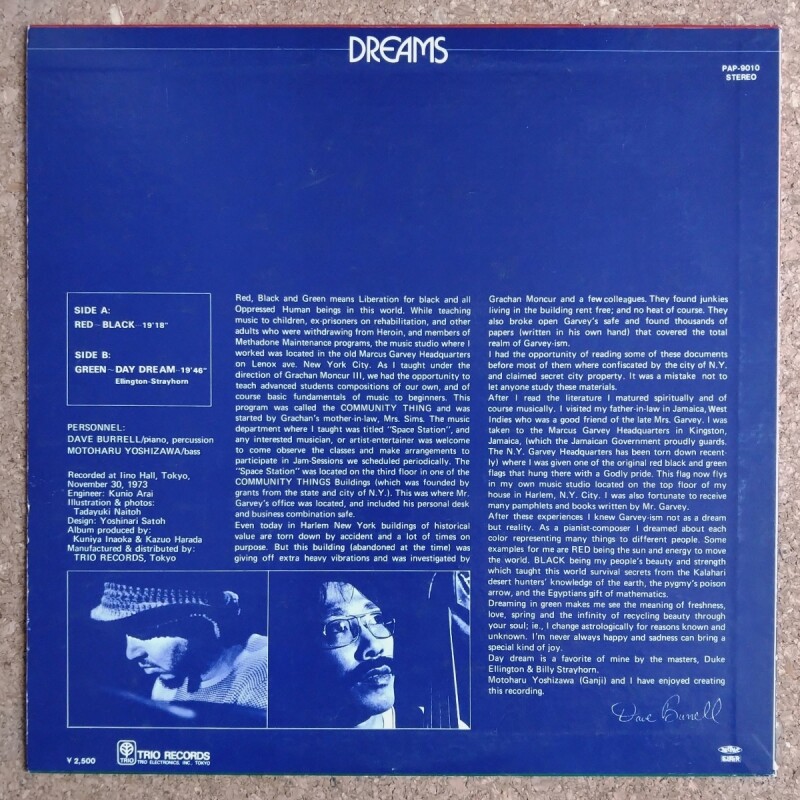 DREAMS
PAP-9010
STEREO
SIDE A:
RED—BLACK—19'18"
SIDE B:
GREEN—DAY DREAM—19'46"
Ellington-Strayhorn
PERSONNEL:
DAVE BURRELL/piano, percussion
MOTOHARU YOSHIZAWA/bass
Recorded at Iino Hall, Tokyo,
November 30, 1973
Engineer: Kunio Arai
Illustration & photos:
Tadayuki Naitoh
Design: Yoshinari Satoh
Album produced by:
Kuniya Inaoka & Kazuo Harada
Manufactured & distributed by:
TRIO RECORDS, Tokyo
Red, Black and Green means Liberation for black and all
Oppressed Human beings in this world. While teaching
music to children, ex-prisoners on rehabilitation, and other
adults who were withdrawing from Heroin, and members of
Methadone Maintenance programs, the music studio where I
worked was located in the old Marcus Garvey Headquarters
on Lenox ave. New York City. As I taught under the
direction of Grachan Moncur III, we had the opportunity to
teach advanced students compositions of our own, and of
course basic fundamentals of music to beginners. This
program was called the COMMUNITY THING and was
started by Grachan's mother-in-law, Mrs. Sims. The music
department where I taught was titled "Space Station", and
any interested musician, or artist-entertainer was welcome
to come observe the classes and make arrangements to
participate in Jam-Sessions we scheduled periodically. The
"Space Station" was located on the third floor in one of the
COMMUNITY THINGS Buildings (which was founded by
grants from the state and city of N.Y.). This was where Mr.
Garvey's office was located, and included his personal desk
and business combination safe.
Even today in Harlem New York buildings of historical
value are torn down by accident and a lot of times on
purpose. But this building (abandoned at the time) was
giving off extra heavy vibrations and was investigated by
Grachan Moncur and a few colleagues. They found junkies
living in the building rent free; and no heat of course. They
also broke open Garvey's safe and found thousands of
papers (written in his own hand) that covered the total
realm of Garvey-ism.
I had the opportunity of reading some of these documents
before most of them where confiscated by the city of N.Y.
and claimed secret city property. It was a mistake not to
let anyone study these materials.
After I read the literature I matured spiritually and of
course musically. I visited my father-in-law in Jamaica, West
Indies who was a good friend of the late Mrs. Garvey. I was
taken to the Marcus Garvey Headquarters in Kingston,
Jamaica, (which the Jamaican Government proudly guards.
The N.Y. Garvey Headquarters has been torn down recent-
ly) where I was given one of the original red black and green
flags that hung there with a Godly pride. This flag now flys
in my own music studio located on the top floor of my
house in Harlem, N.Y. City. I was also fortunate to receive
many pamphlets and books written by Mr. Garvey.
After these experiences I knew Garvey-ism not as a dream
but reality. As a pianist-composer I dreamed about each
color representing many things to different people. Some
examples for me are RED being the sun and energy to move
the world. BLACK being my people's beauty and strength
which taught this world survival secrets from the Kalahari
desert hunters' knowledge of the earth, the pygmy's poison
arrow, and the Egyptians gift of mathematics.
Dreaming in green makes me see the meaning of freshness,
love, spring and the infinity of recycling beauty through
your soul; ie., I change astrologically for reasons known and
unknown. I'm never always happy and sadness can bring a
special kind of joy.
Day dream is a favorite of mine by the masters, Duke
Ellington & Billy Strayhorn.
Motoharu Yoshizawa (Ganji) and I have enjoyed creating
this recording.
Dave Burrell
¥ 2,500
TRIO
TRIO RECORDS
TRIO ELECTRONICS, INC. TOKYO